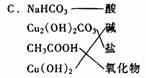 C. NaHCO₃ 酸
Cu₂(OH)₂CO₃ 碱
CH₃COOH 盐
Cu(OH)₂ 氧化物